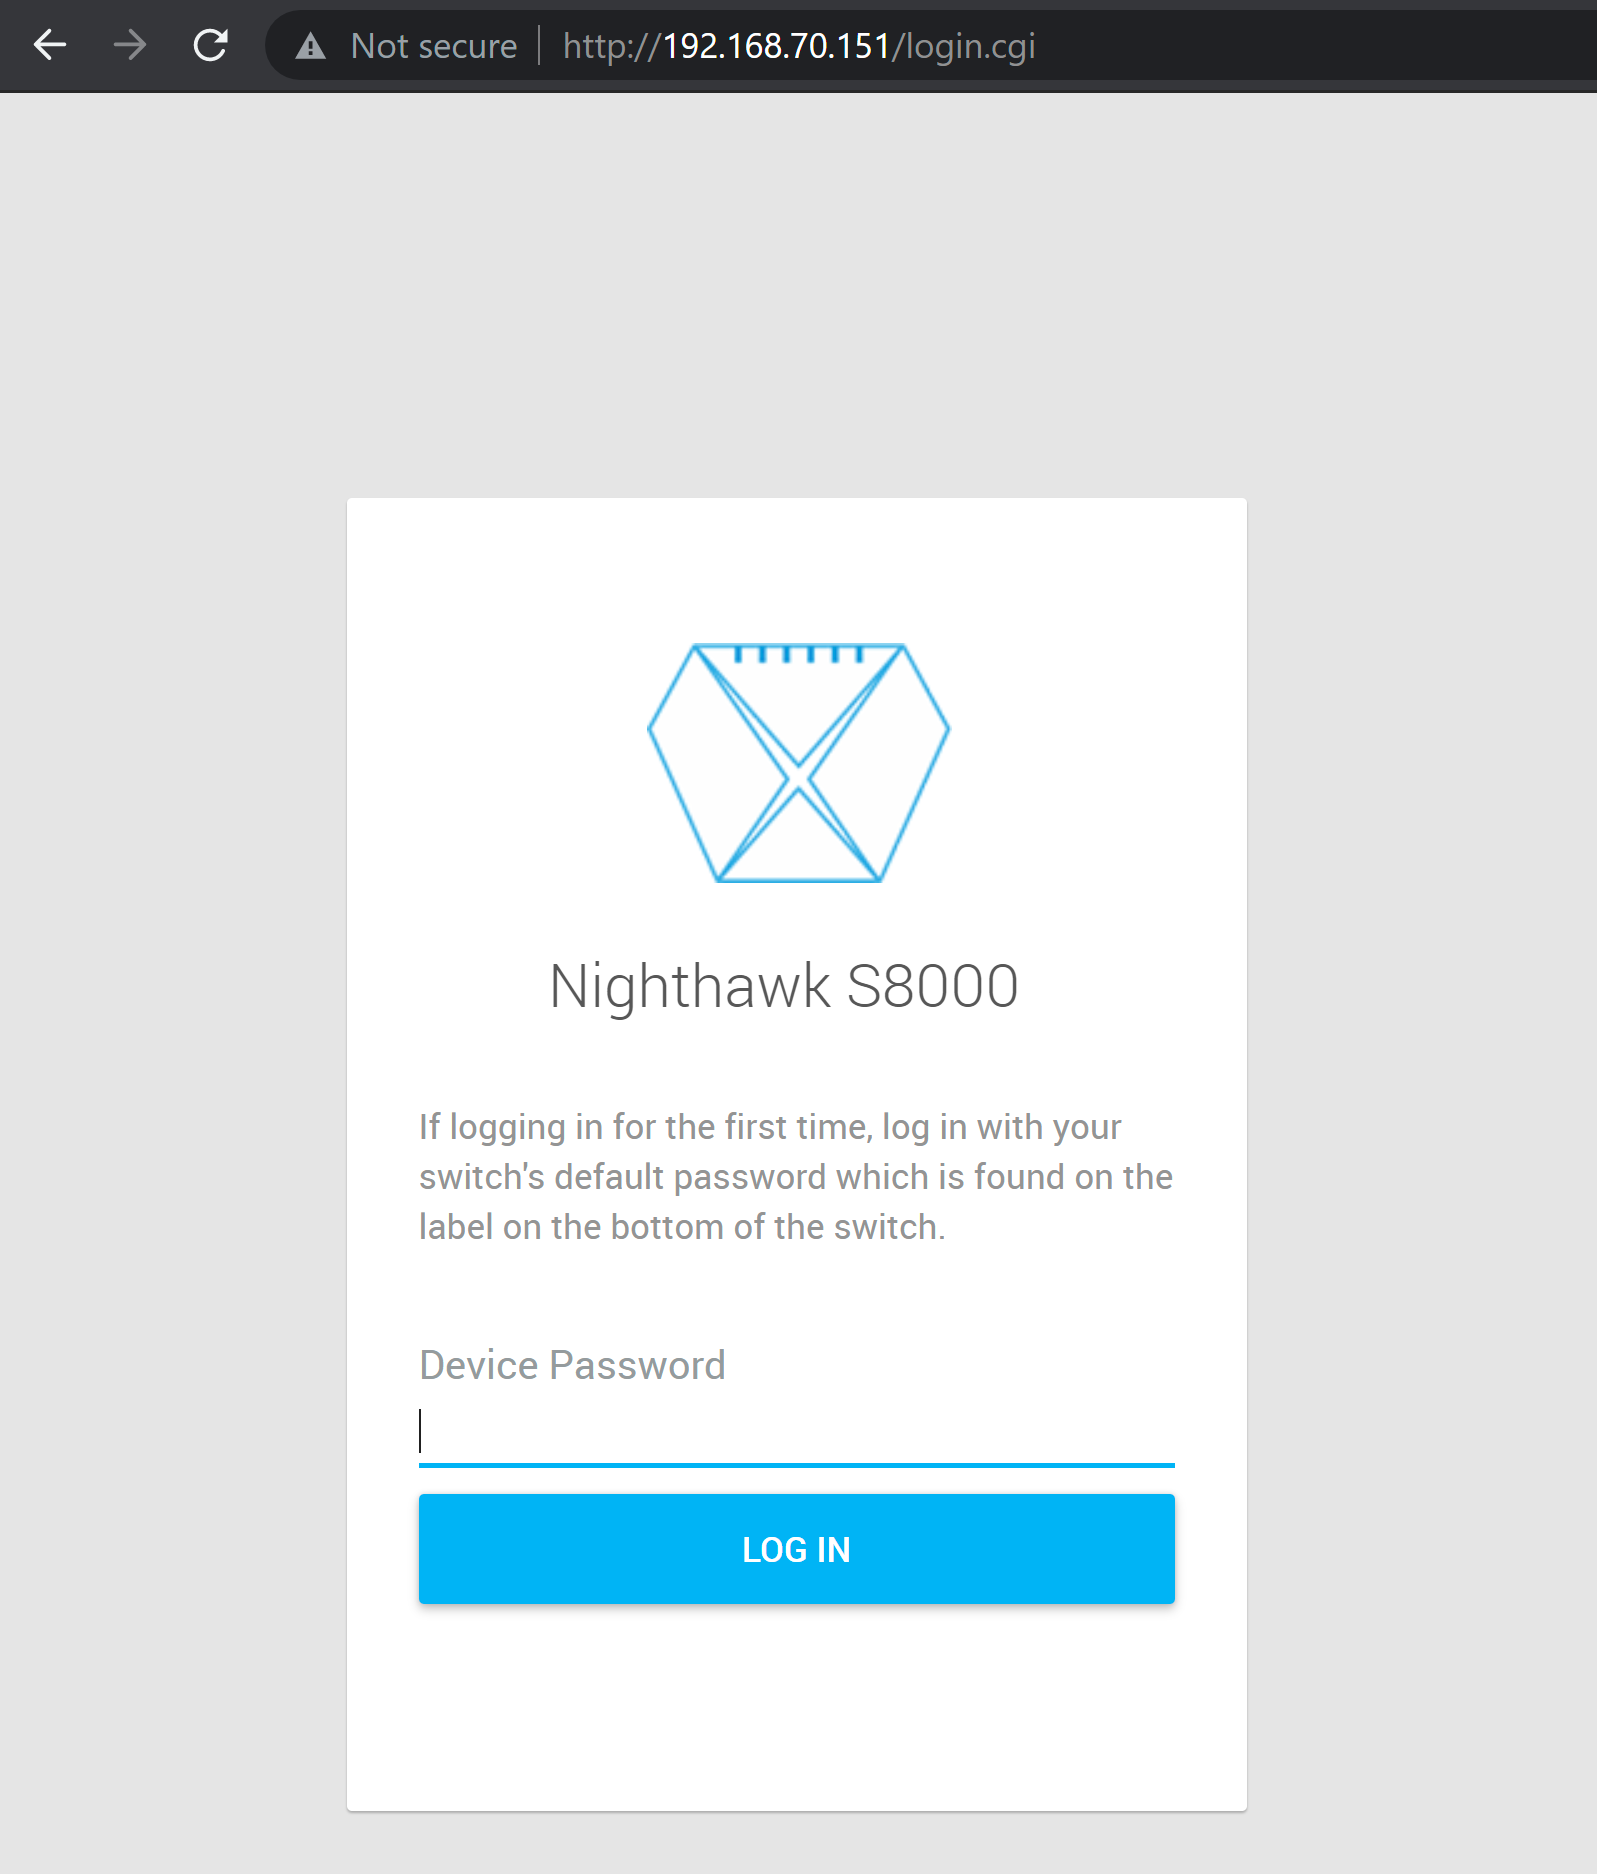 Not secure http://192.168.70.151/login.cgi
Nighthawk S8000
If logging in for the first time, log in with your
switch's default password which is found on the
label on the bottom of the switch.
Device Password
LOG IN